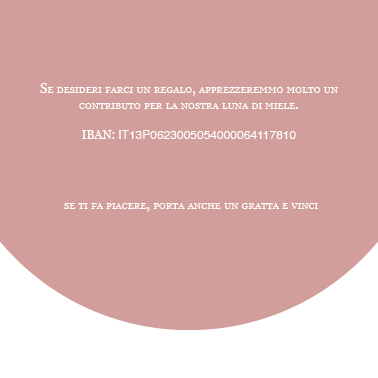 Se desideri farci un regalo, apprezzeremmo molto un
contributo per la nostra luna di miele.
IBAN: IT13P0623005054000064117810
se ti fa piacere, porta anche un gratta e vinci